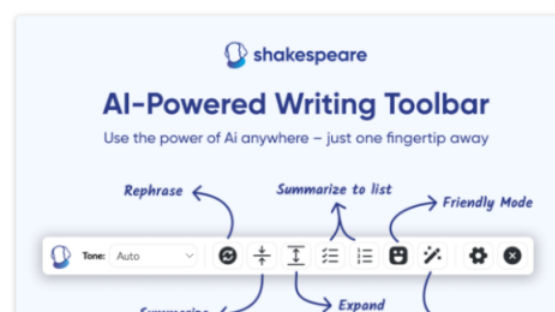 shakespeare
AI-Powered Writing Toolbar
Use the power of Ai anywhere – just one fingertip away
Rephrase
Summarize to list
Friendly Mode
Tone: Auto
Summarize
Expand